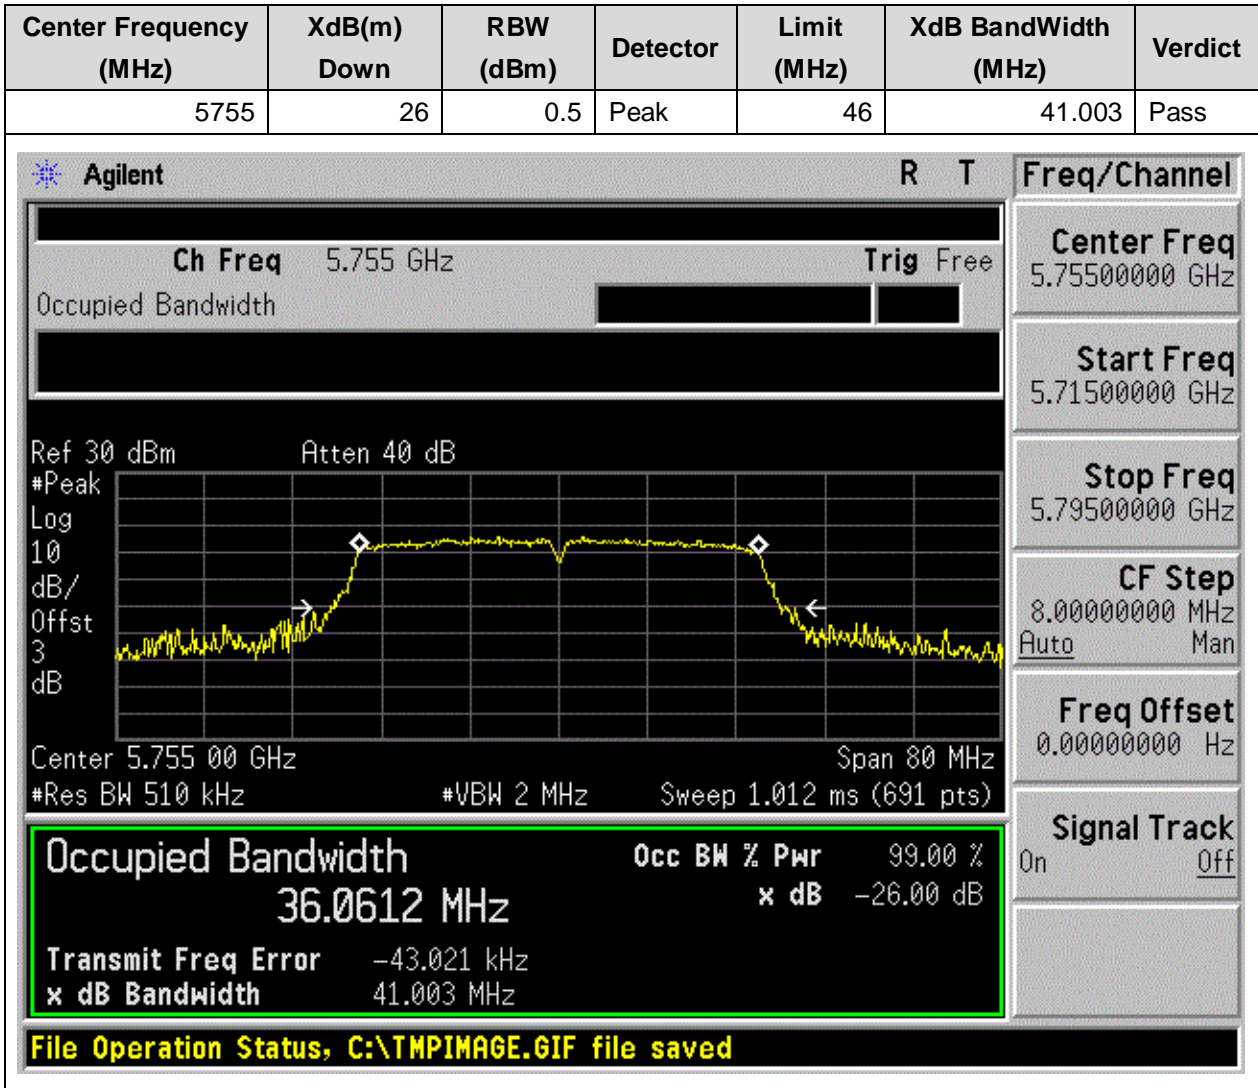 Center Frequency (MHz) XdB(m) Down RBW (dBm) Detector Limit (MHz) XdB BandWidth (MHz) Verdict
5755 26 0.5 Peak 46 41.003 Pass
Agilent R T Freq/Channel
Ch Freq 5.755 GHz Trig Free
Occupied Bandwidth
Center Freq
5.75500000 GHz
Start Freq
5.71500000 GHz
Stop Freq
5.79500000 GHz
CF Step
8.00000000 MHz
Auto Man
Freq Offset
0.00000000 Hz
Signal Track
On Off
Ref 30 dBm Atten 40 dB
#Peak
Log
10
dB/
Offst
3
dB
Center 5.755 00 GHz Span 80 MHz
#Res BW 510 kHz #VBW 2 MHz Sweep 1.012 ms (691 pts)
Occupied Bandwidth Occ BW % Pwr 99.00 %
36.0612 MHz x dB -26.00 dB
Transmit Freq Error -43.021 kHz
x dB Bandwidth 41.003 MHz
File Operation Status, C:\TMPIMAGE.GIF file saved